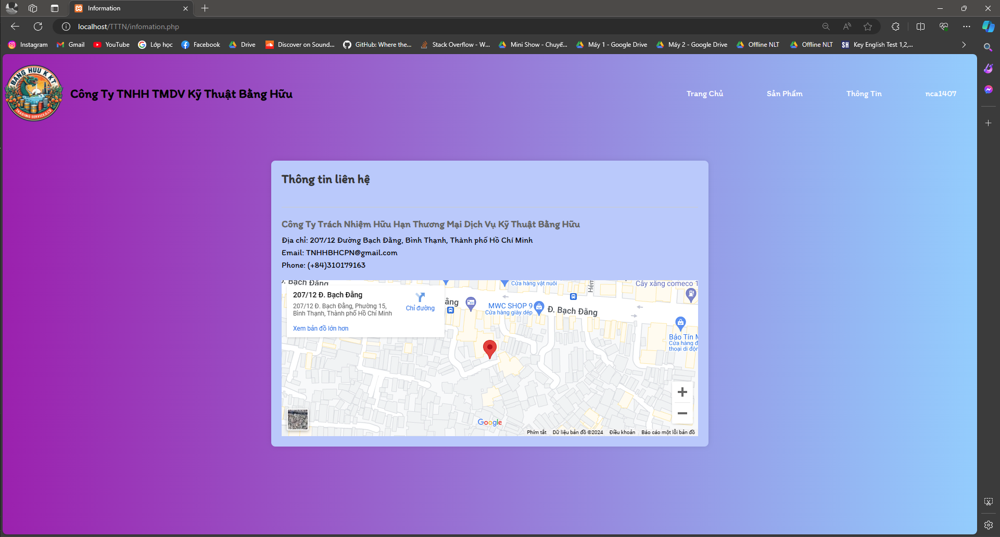 Information
localhost/TTTN/infomation.php
Instagram
Gmail
YouTube
Lớp học
Facebook
Drive
Discover on Sound...
GitHub: Where the...
Stack Overflow - W...
Mini Show - Chuyế...
Máy 1 - Google Drive
Máy 2 - Google Drive
Offline NLT
Offline NLT
SH
Key English Test 1,2,...
BANG HUU K KT
TRADING SERVICE
Công Ty TNHH TMDV Kỹ Thuật Bằng Hữu
Trang Chủ
Sản Phẩm
Thông Tin
nca1407
Thông tin liên hệ
Công Ty Trách Nhiệm Hữu Hạn Thương Mại Dịch Vụ Kỹ Thuật Bằng Hữu
Địa chỉ: 207/12 Đường Bạch Đằng, Bình Thạnh, Thành phố Hồ Chí Minh
Email: TNHHBHCPN@gmail.com
Phone: (+84)310179163
Đ. Bạch Đằng
Cửa hàng vật nuôi
Hẻm
Cây xăng comeco 1
207/12 Đ. Bạch Đằng
207/12 Đ. Bạch Đằng, Phường 15,
Bình Thạnh, Thành phố Hồ Chí Minh
Chỉ đường
Xem bản đồ lớn hơn
ằng
MWC SHOP 9
Cửa hàng giày dép
Đ. Bạch Đằng
Bảo Tín M
Cửa hàng đ
thoại di độn
Google
Phím tắt
Dữ liệu bản đồ ©2024
Điều khoản
Báo cáo một lỗi bản đồ